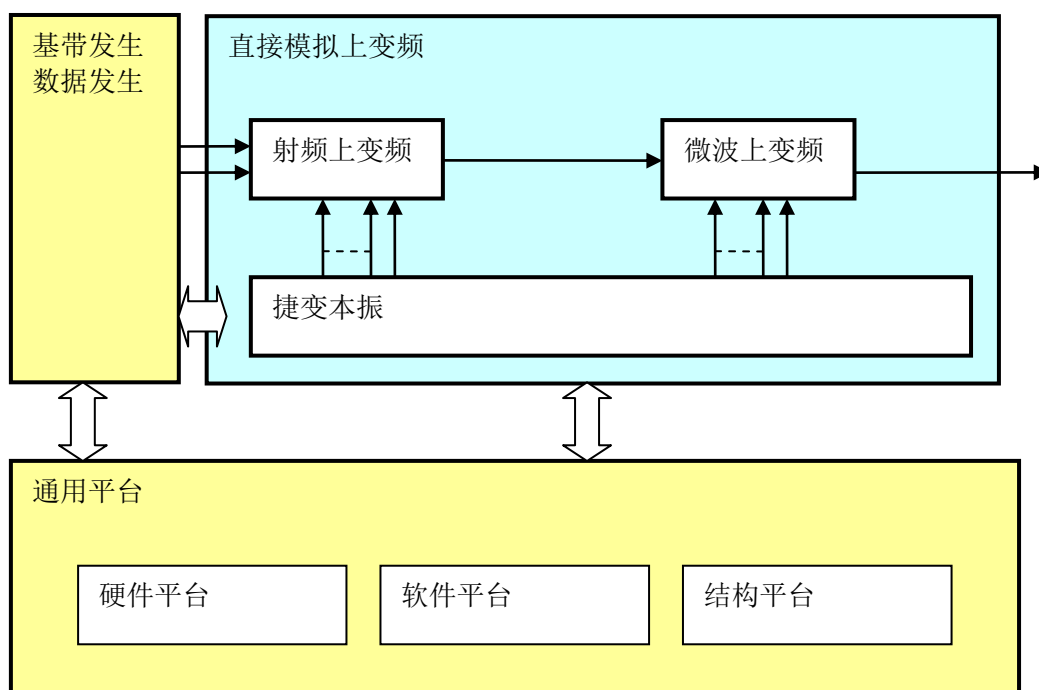 基带发生
数据发生
直接模拟上变频
射频上变频
微波上变频
捷变本振
通用平台
硬件平台
软件平台
结构平台